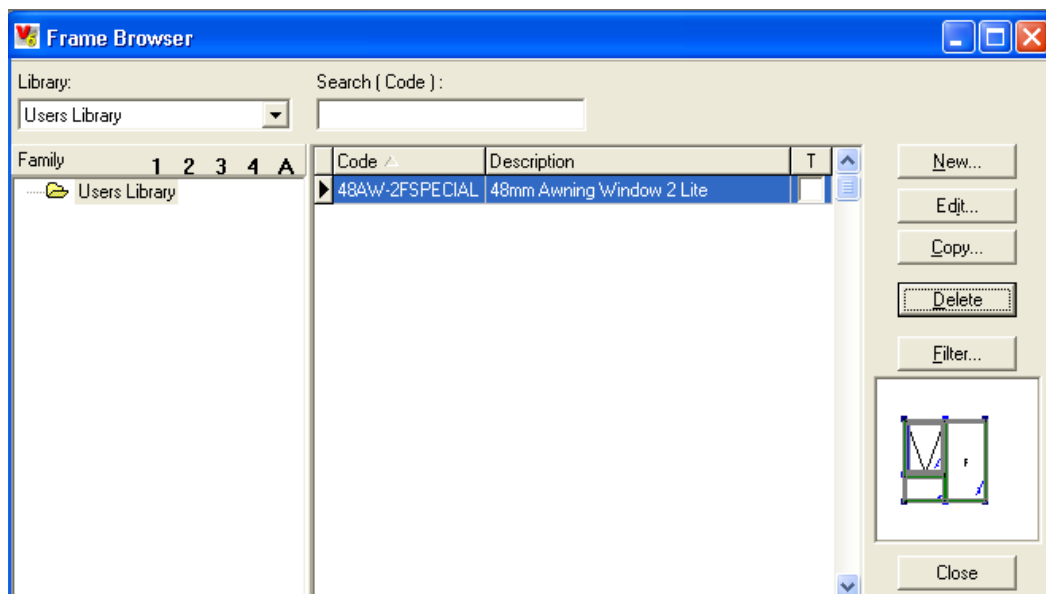 Frame Browser
Library:
Search ( Code ) :
Users Library
Family 1 2 3 4 A
Code Description T
Users Library
48AW-2FSPECIAL 48mm Awning Window 2 Lite
New...
Edit...
Copy...
Delete
Filter...
F
Close